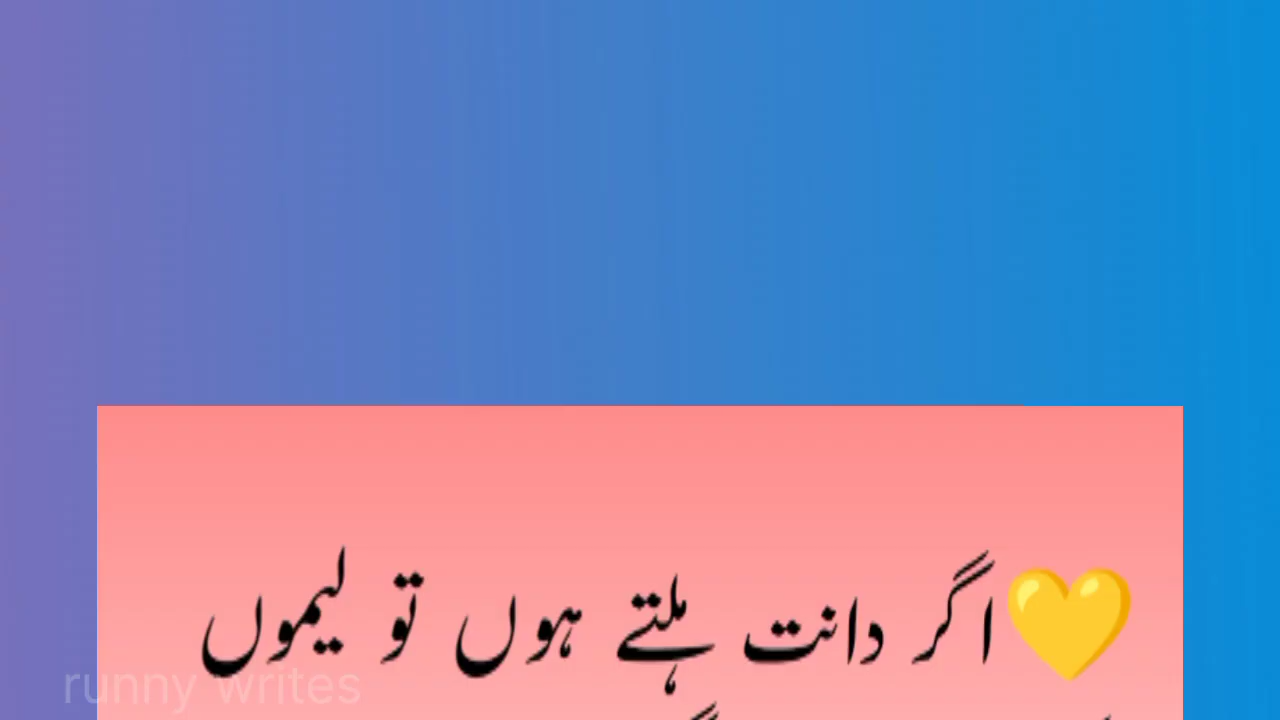 💛اگر دانت ہلتے ہوں تو لیموں
runny writes